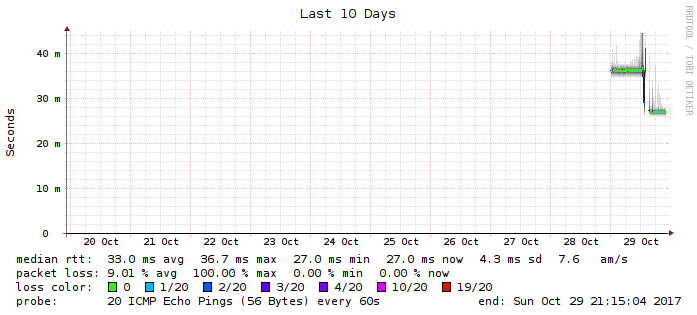 Last 10 Days
RRDTOOL / TOBI OETIKER
Seconds
40 m
30 m
20 m
10 m
0
20 Oct 21 Oct 22 Oct 23 Oct 24 Oct 25 Oct 26 Oct 27 Oct 28 Oct 29 Oct
median rtt: 33.0 ms avg 36.7 ms max 27.0 ms min 27.0 ms now 4.3 ms sd 7.6 am/s
packet loss: 9.01 % avg 100.00 % max 0.00 % min 0.00 % now
loss color: 0 1/20 2/20 3/20 4/20 10/20 19/20
probe: 20 ICMP Echo Pings (56 Bytes) every 60s end: Sun Oct 29 21:15:04 2017